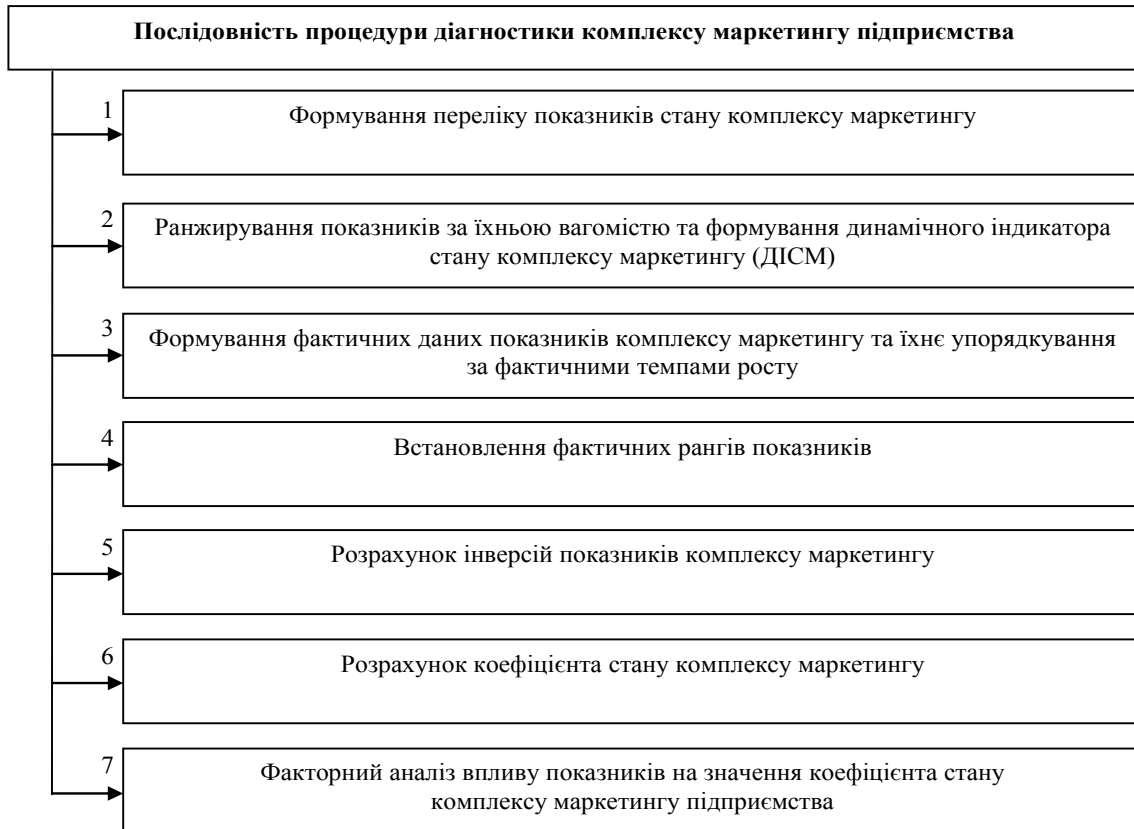 Послідовність процедури діагностики комплексу маркетингу підприємства
1
Формування переліку показників стану комплексу маркетингу
2
Ранжирування показників за їхньою вагомістю та формування динамічного індикатора
стану комплексу маркетингу (ДІСМ)
3
Формування фактичних даних показників комплексу маркетингу та їхнє упорядкування
за фактичними темпами росту
4
Встановлення фактичних рангів показників
5
Розрахунок інверсій показників комплексу маркетингу
6
Розрахунок коефіцієнта стану комплексу маркетингу
7
Факторний аналіз впливу показників на значення коефіцієнта стану
комплексу маркетингу підприємства